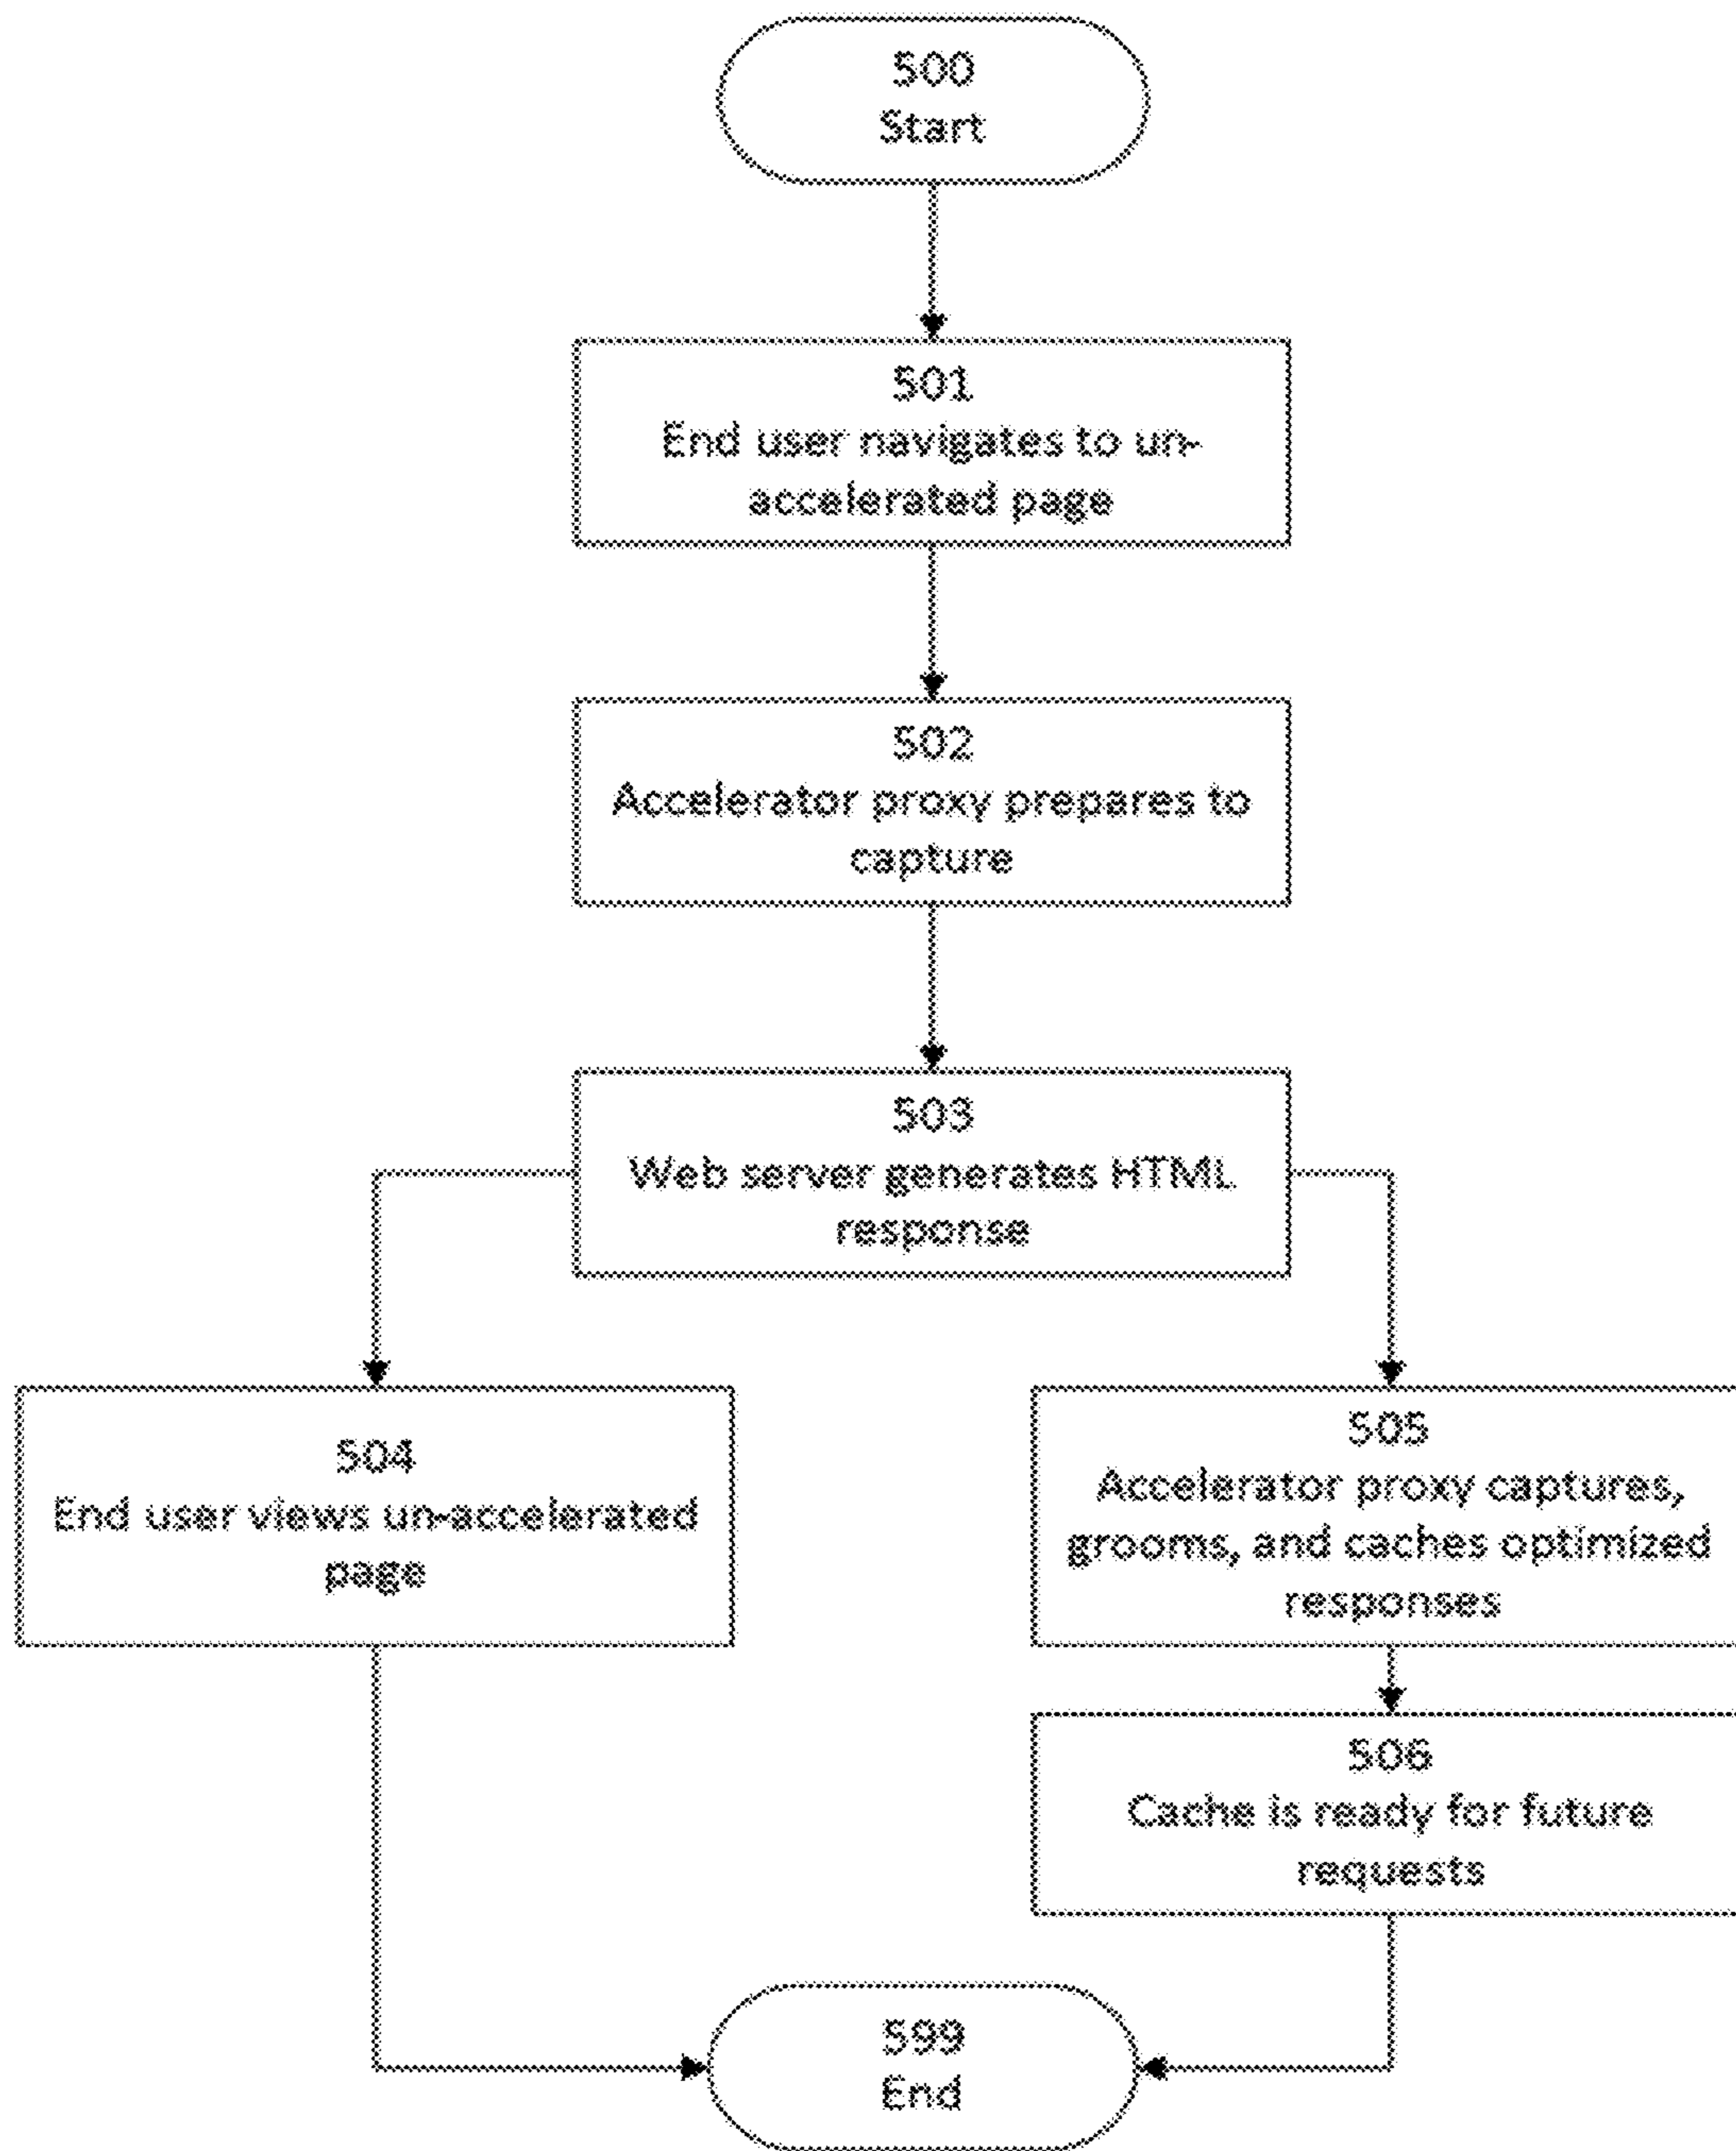 500
Start
501
End user navigates to un-
accelerated page
502
Accelerator proxy prepares to
capture
503
Web server generates HTML
response
504
End user views un-accelerated
page
505
Accelerator proxy captures,
grooms, and caches optimized
responses
506
Cache is ready for future
requests
599
End